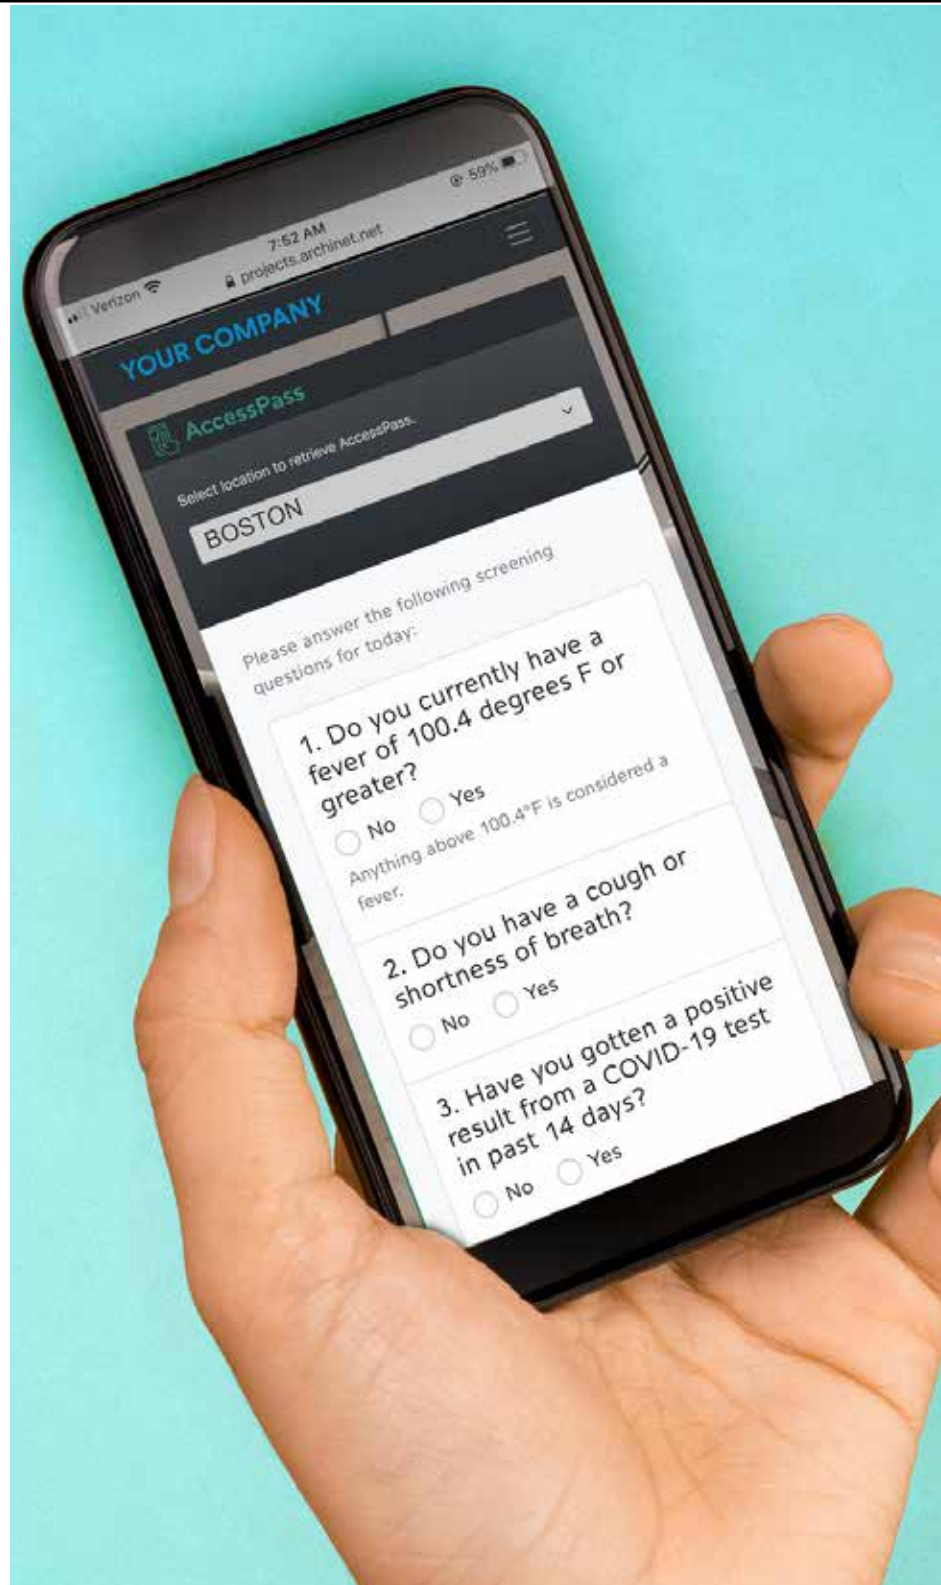 Verizon
7:52 AM
59%
projects.archinet.net
YOUR COMPANY
AccessPass
Select location to retrieve AccessPass.
BOSTON
Please answer the following screening
questions for today:
1. Do you currently have a
fever of 100.4 degrees F or
greater?
No Yes
Anything above 100.4°F is considered a
fever.
2. Do you have a cough or
shortness of breath?
No Yes
3. Have you gotten a positive
result from a COVID-19 test
in past 14 days?
No Yes